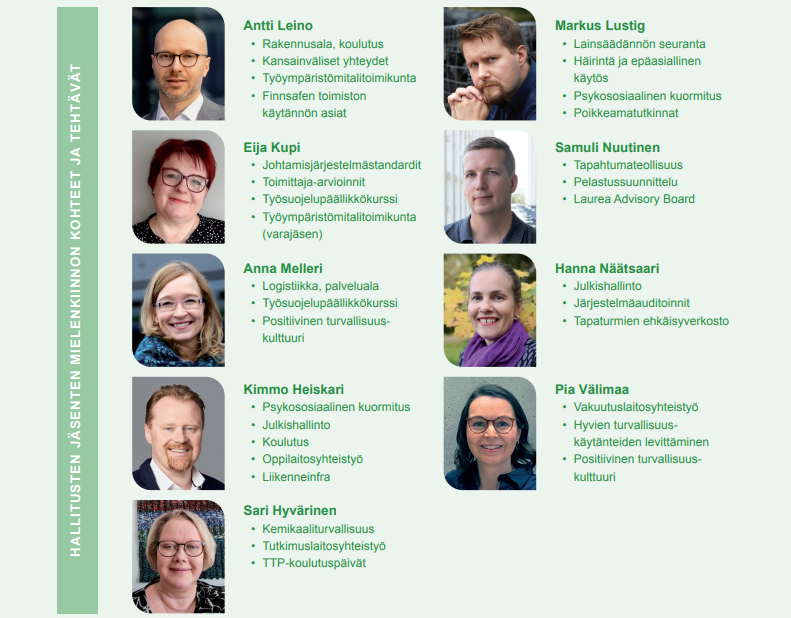 HALLITUSTEN JÄSENTEN MIELENKIINNON KOHTEET JA TEHTÄVÄT
Antti Leino
• Rakennusala, koulutus
• Kansainväliset yhteydet
• Työympäristömitalitoimikunta
• Finnsafen toimiston
käytännön asiat
Markus Lustig
• Lainsäädännön seuranta
• Häirintä ja epäasiallinen
käytös
• Psykososiaalinen kuormitus
• Poikkeamatutkinnat
Eija Kupi
• Johtamisjärjestelmästandardit
• Toimittaja-arvioinnit
• Työsuojelupäällikkökurssi
• Työympäristömitalitoimikunta
(varajäsen)
Samuli Nuutinen
• Tapahtumateollisuus
• Pelastussuunnittelu
• Laurea Advisory Board
Anna Melleri
• Logistiikka, palveluala
• Työsuojelupäällikkökurssi
• Positiivinen turvallisuus-
kulttuuri
Hanna Näätsaari
• Julkishallinto
• Järjestelmäauditoinnit
• Tapaturmien ehkäisyverkosto
Kimmo Heiskari
• Psykososiaalinen kuormitus
• Julkishallinto
• Koulutus
• Oppilaitosyhteistyö
• Liikenneinfra
Pia Välimaa
• Vakuutuslaitosyhteistyö
• Hyvien turvallisuus-
käytänteiden levittäminen
• Positiivinen turvallisuus-
kulttuuri
Sari Hyvärinen
• Kemikaaliturvallisuus
• Tutkimuslaitosyhteistyö
• TTP-koulutuspäivät